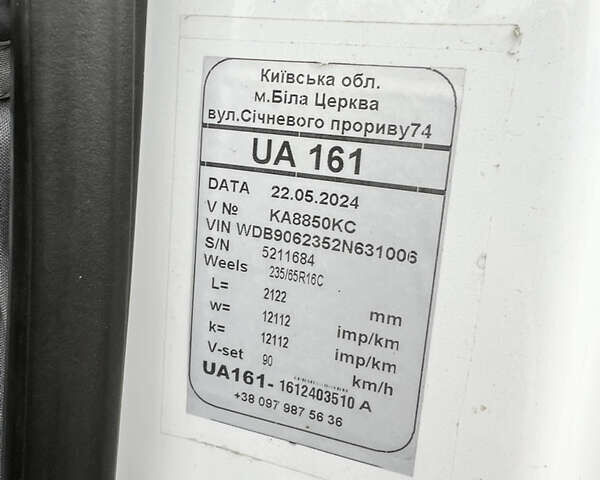 Київська обл.
м.Біла Церква
вул.Січневого прориву74
UA 161
DATA 22.05.2024
V № KA8850KC
VIN WDB9062352N631006
S/N 5211684
Weels 235/65R16C
L= 2122 mm
w= 12112 imp/km
k= 12112 imp/km
V-set 90 km/h
UA161- 1612403510 A
+38 097 987 56 36